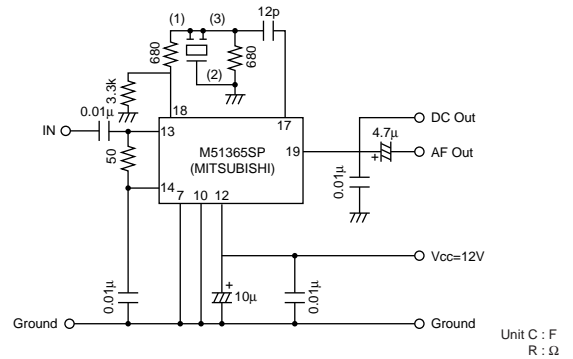 12p
(1)
(3)
680
(2)
680
3.3k
0.01μ
18
17
IN
13
50
M51365SP
(MITSUBISHI)
19
DC Out
4.7μ
+
AF Out
14
7
10
12
0.01μ
Vcc=12V
+
10μ
0.01μ
0.01μ
Ground
Ground
Unit C : F
R : Ω